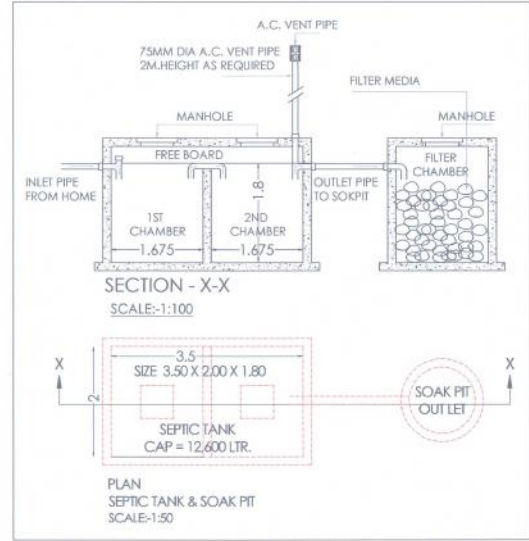 A.C. VENT PIPE
75MM DIA A.C. VENT PIPE
2M.HEIGHT AS REQUIRED
FILTER MEDIA
MANHOLE
MANHOLE
FREE BOARD
FILTER
CHAMBER
INLET PIPE
FROM HOME
1.8
OUTLET PIPE
TO SOKPIT
1ST
CHAMBER
2ND
CHAMBER
1.675
1.675
SECTION - X-X
SCALE:-1:100
3.5
X
X
SIZE 3.50 X 2.00 X 1.80
2
SOAK PIT
OUT LET
SEPTIC TANK
CAP = 12,600 LTR.
PLAN
SEPTIC TANK & SOAK PIT
SCALE:-1:50